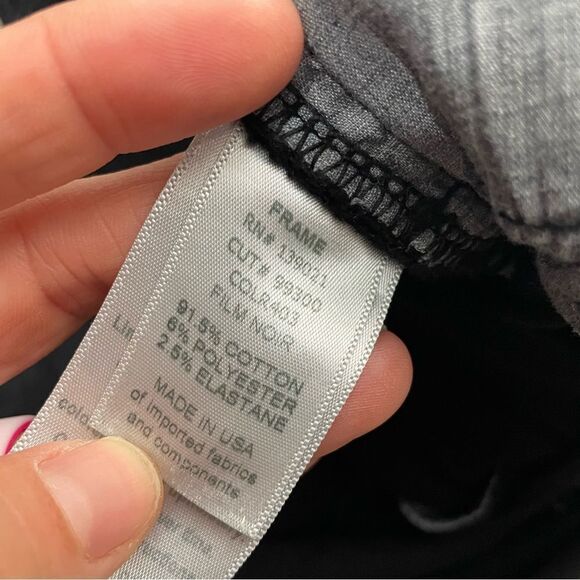 FRAME
RN# 139021
CUT# 99300
COLR403
FILM NOIR
91.5% COTTON
6% POLYESTER
2.5% ELASTANE
MADE IN USA
of imported fabrics
and components